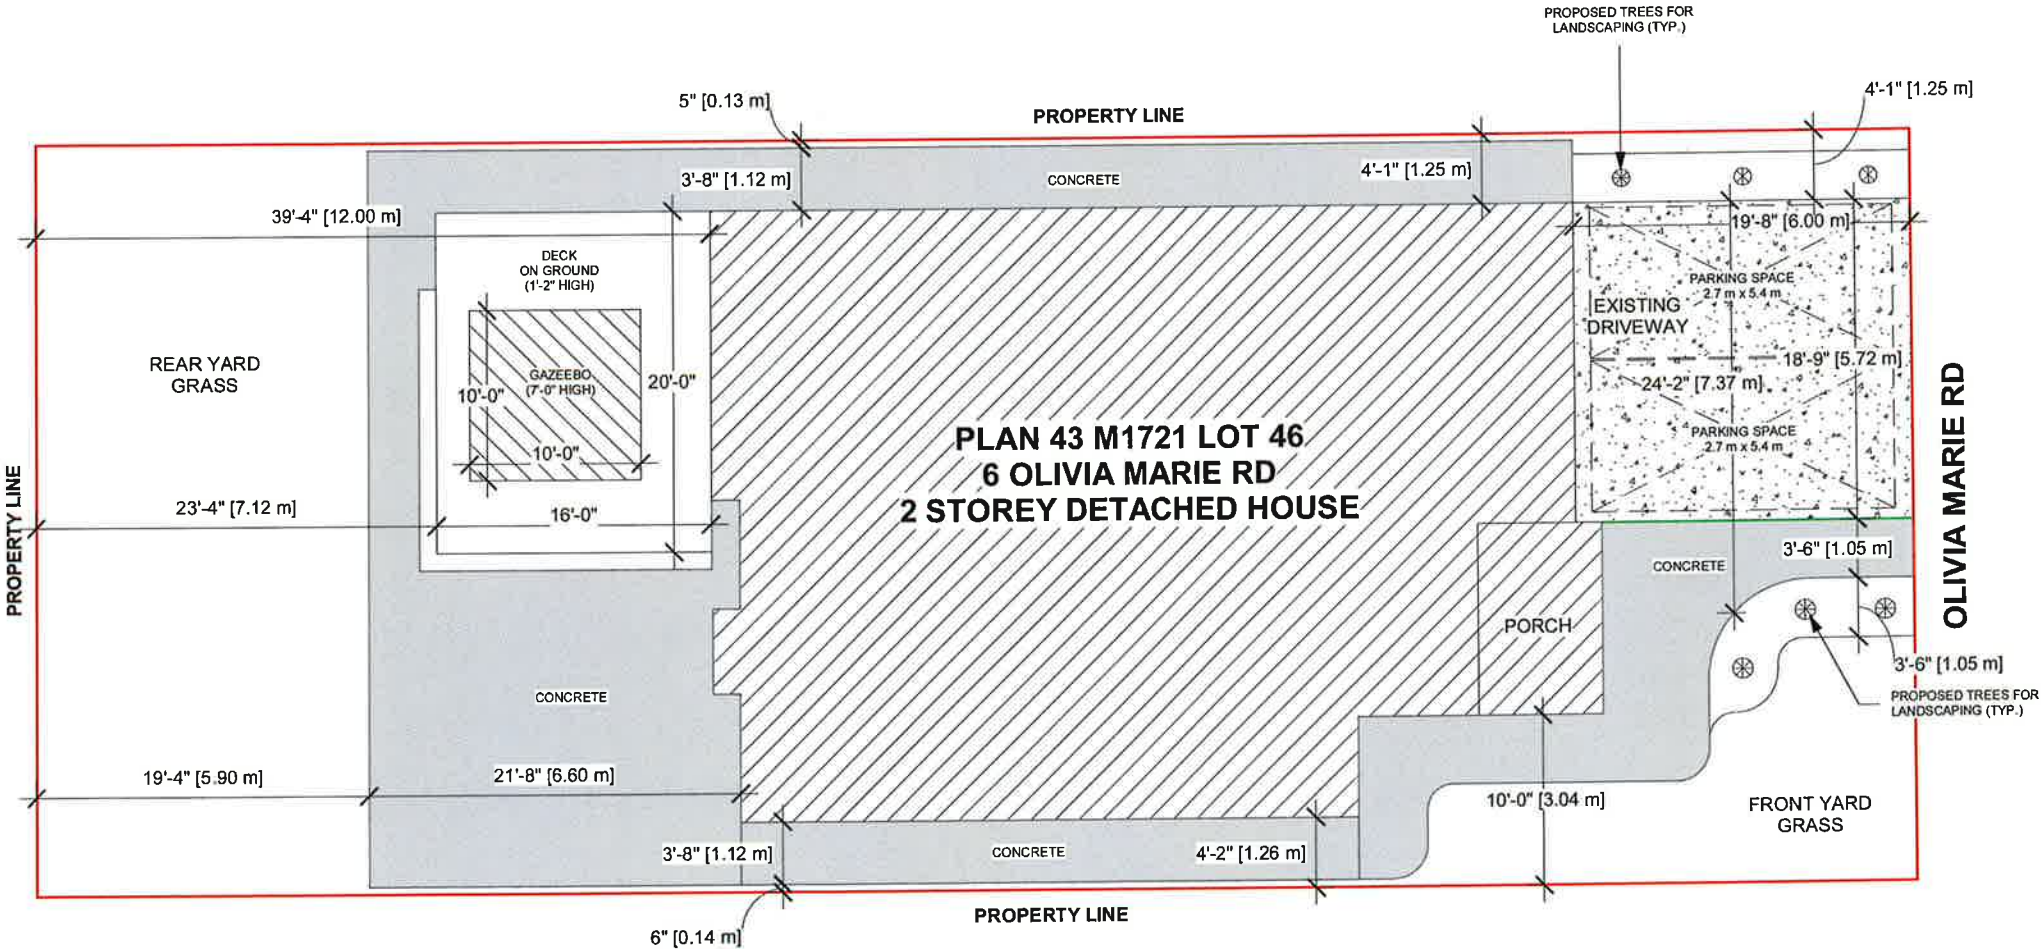 PROPOSED TREES FOR
LANDSCAPING (TYP.)
4'-1" [1.25 m]
5" [0.13 m]
PROPERTY LINE
3'-8" [1.12 m]
CONCRETE
4'-1" [1.25 m]
39'-4" [12.00 m]
19'-8" [6.00 m]
DECK
ON GROUND
(1'-2" HIGH)
PARKING SPACE
2.7 m x 5.4 m
EXISTING
DRIVEWAY
REAR YARD
GRASS
GAZEEBO
(7'-0" HIGH)
10'-0"
20'-0"
18'-9" [5.72 m]
24'-2" [7.37 m]
PARKING SPACE
2.7 m x 5.4 m
10'-0"
PLAN 43 M1721 LOT 46
6 OLIVIA MARIE RD
2 STOREY DETACHED HOUSE
OLIVIA MARIE RD
PROPERTY LINE
23'-4" [7.12 m]
16'-0"
3'-6" [1.05 m]
CONCRETE
PORCH
3'-6" [1.05 m]
PROPOSED TREES FOR
LANDSCAPING (TYP.)
CONCRETE
19'-4" [5.90 m]
21'-8" [6.60 m]
10'-0" [3.04 m]
FRONT YARD
GRASS
3'-8" [1.12 m]
CONCRETE
4'-2" [1.26 m]
PROPERTY LINE
6" [0.14 m]